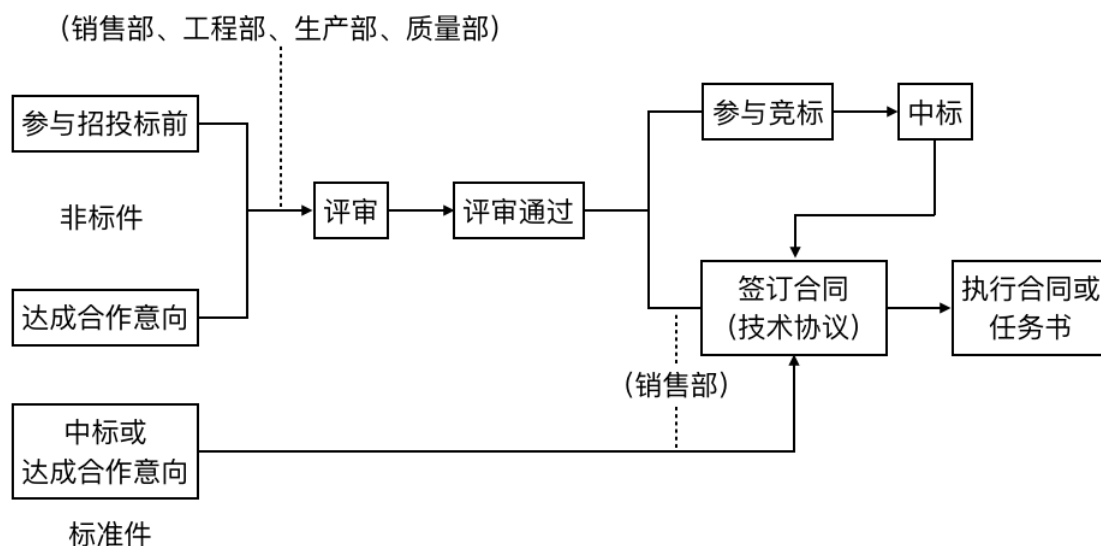 （销售部、工程部、生产部、质量部）
参与招投标前
参与竞标
中标
非标件
评审
评审通过
达成合作意向
签订合同
（技术协议）
执行合同或
任务书
（销售部）
中标或
达成合作意向
标准件